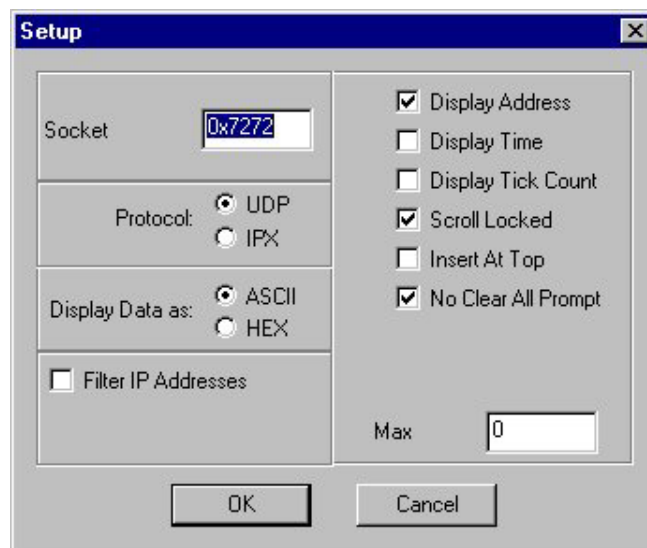 Setup
Socket
0x7272
Protocol:
UDP
IPX
Display Data as:
ASCII
HEX
Filter IP Addresses
Display Address
Display Time
Display Tick Count
Scroll Locked
Insert At Top
No Clear All Prompt
Max
0
OK
Cancel